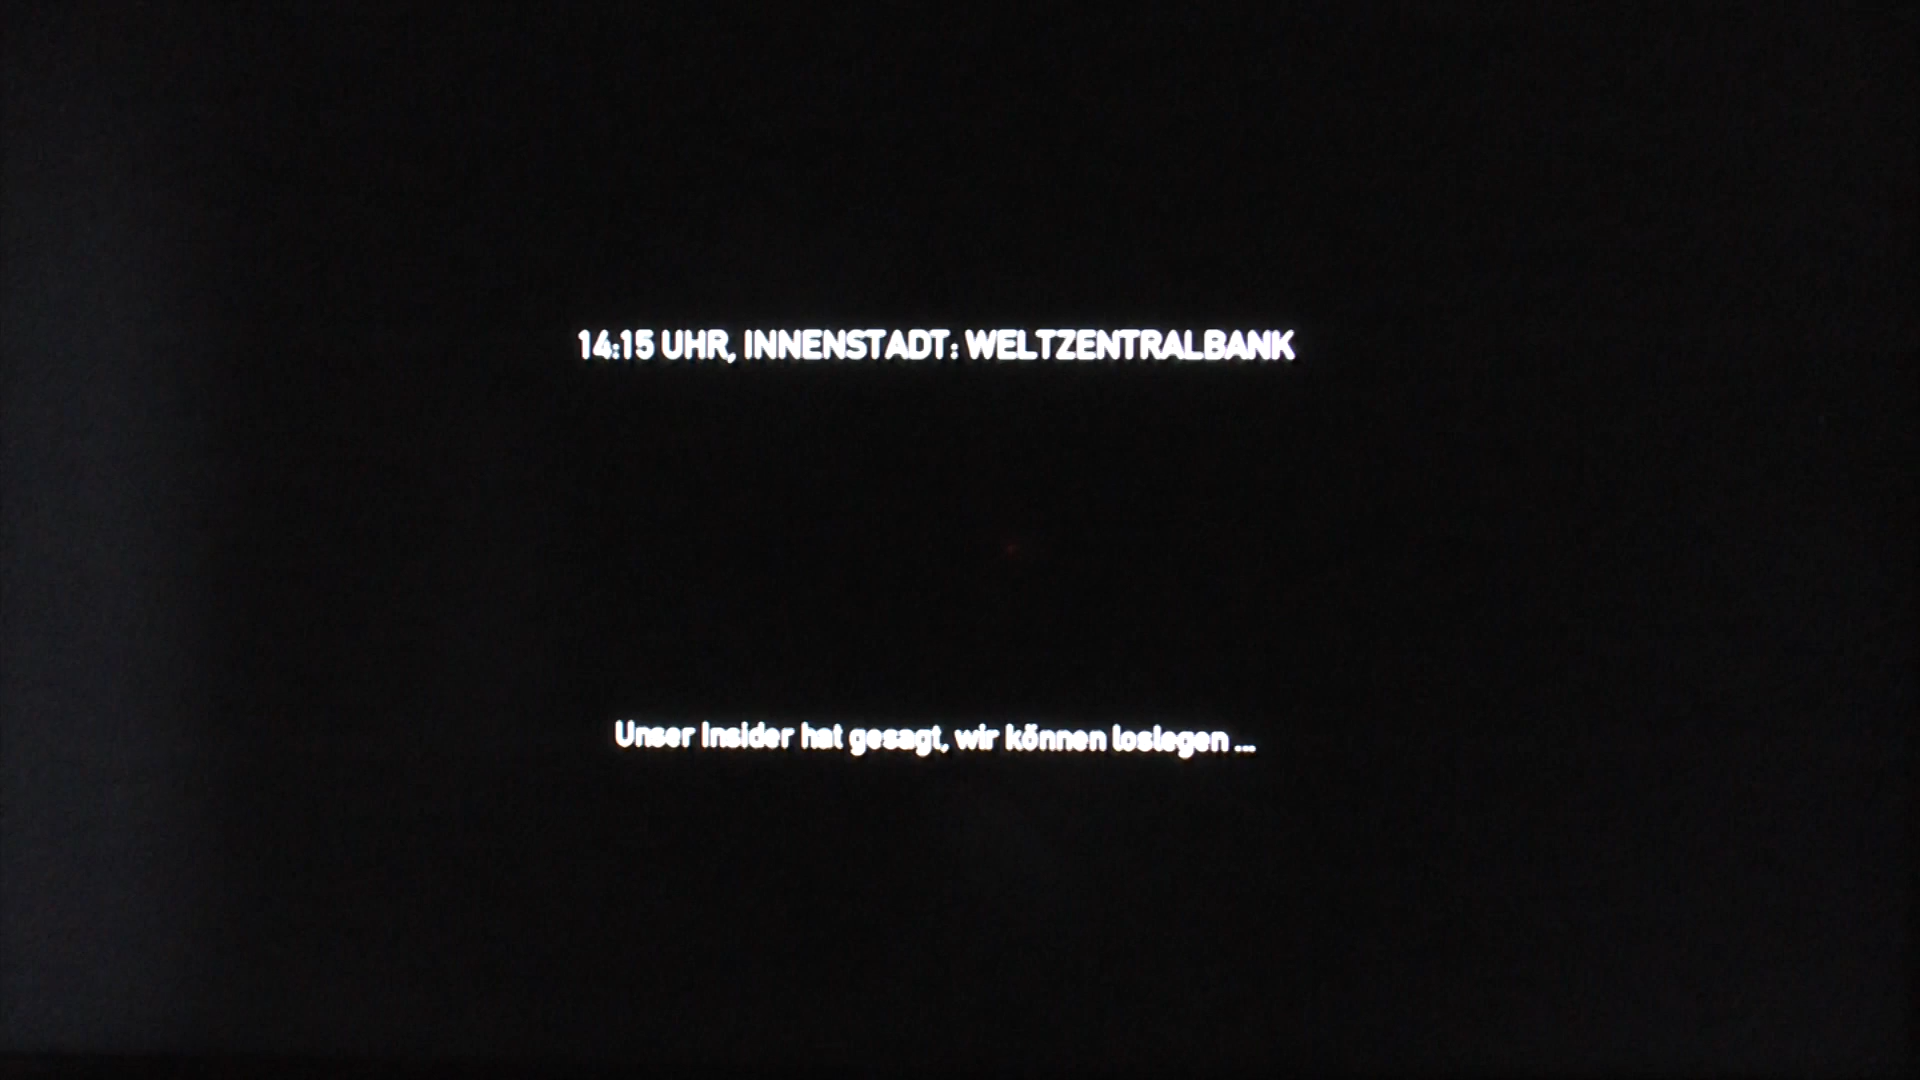 14:15 UHR, INNENSTADT: WELTZENTRALBANK
Unser Insider hat gesagt, wir können loslegen ...